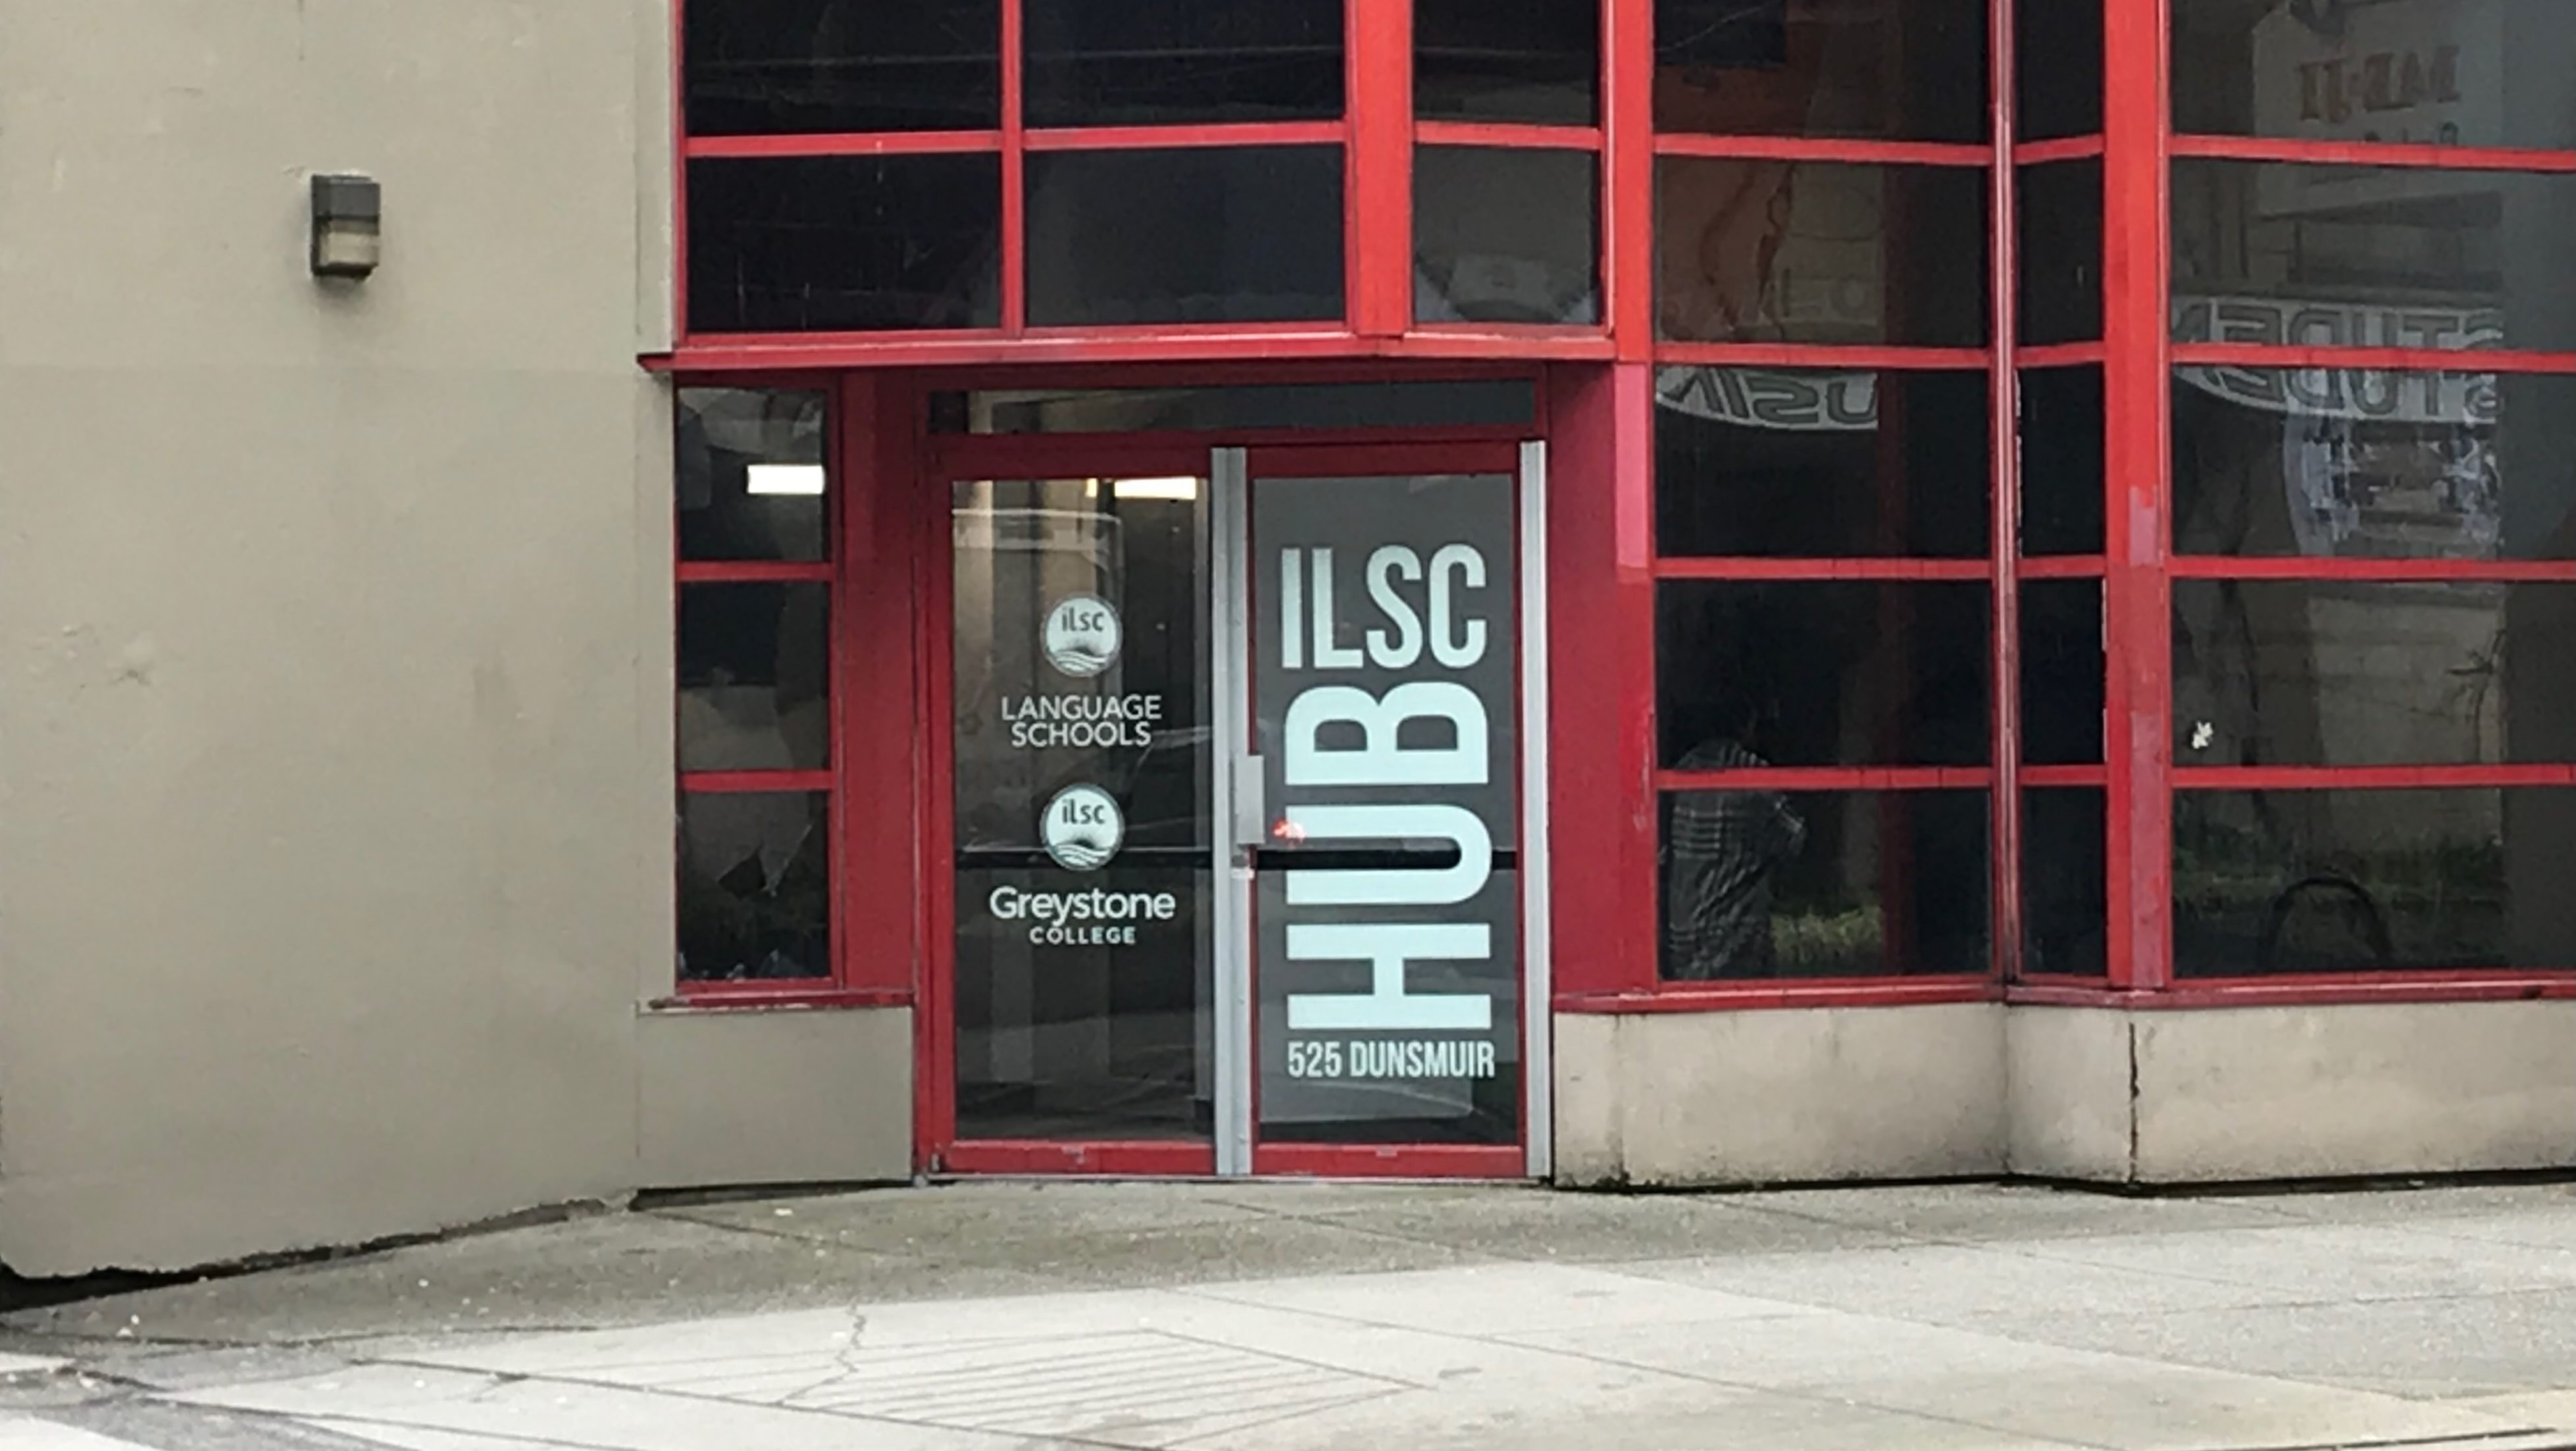 ilsc
LANGUAGE
SCHOOLS
ilsc
Greystone
COLLEGE
ILSC
HUB
525 DUNSMUIR